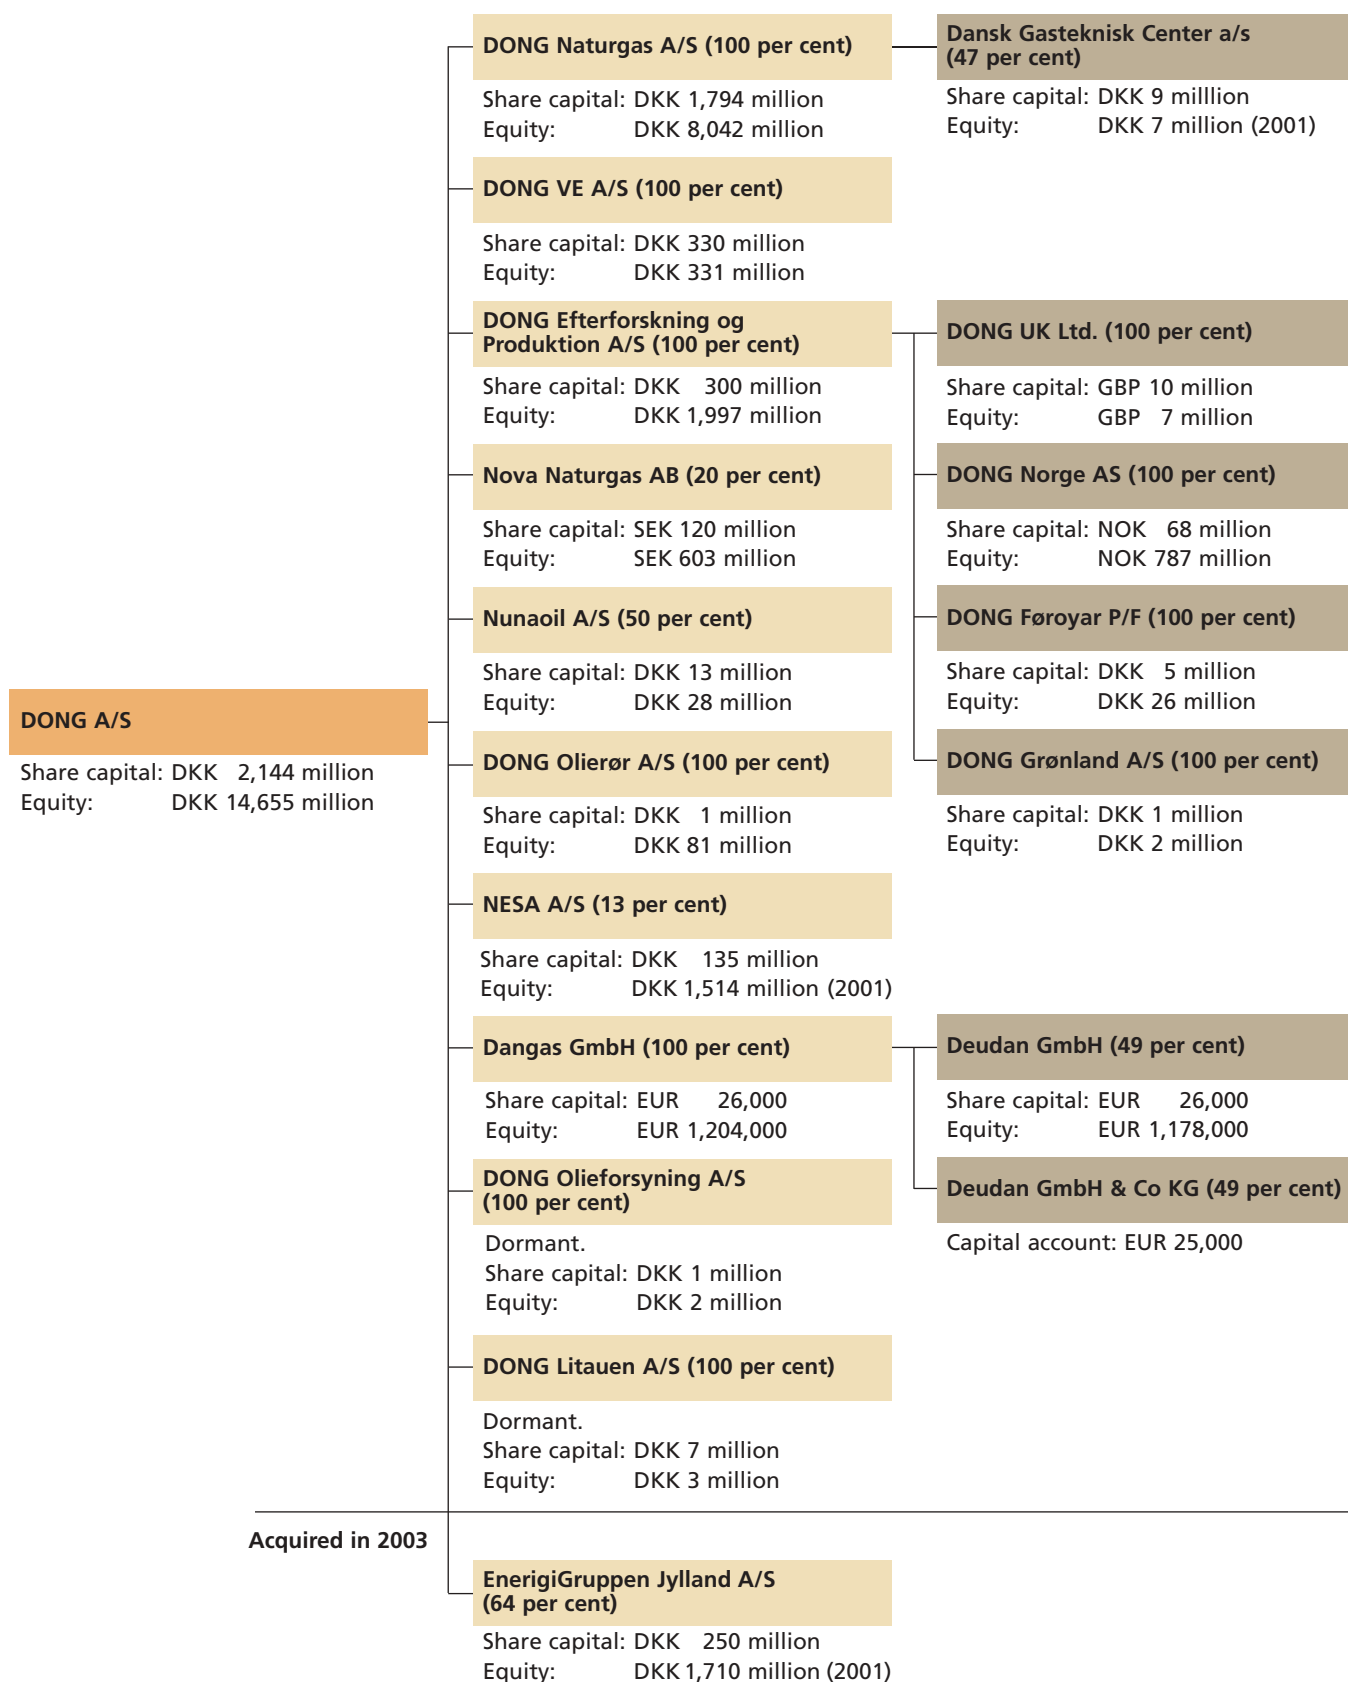 DONG A/S
Share capital: DKK 2,144 million
Equity: DKK 14,655 million
DONG Naturgas A/S (100 per cent)
Share capital: DKK 1,794 million
Equity: DKK 8,042 million
Dansk Gasteknisk Center a/s
(47 per cent)
Share capital: DKK 9 milllion
Equity: DKK 7 million (2001)
DONG VE A/S (100 per cent)
Share capital: DKK 330 million
Equity: DKK 331 million
DONG Efterforskning og
Produktion A/S (100 per cent)
Share capital: DKK 300 million
Equity: DKK 1,997 million
DONG UK Ltd. (100 per cent)
Share capital: GBP 10 million
Equity: GBP 7 million
DONG Norge AS (100 per cent)
Share capital: NOK 68 million
Equity: NOK 787 million
DONG Føroyar P/F (100 per cent)
Share capital: DKK 5 million
Equity: DKK 26 million
DONG Grønland A/S (100 per cent)
Share capital: DKK 1 million
Equity: DKK 2 million
Nova Naturgas AB (20 per cent)
Share capital: SEK 120 million
Equity: SEK 603 million
Nunaoil A/S (50 per cent)
Share capital: DKK 13 million
Equity: DKK 28 million
DONG Olierør A/S (100 per cent)
Share capital: DKK 1 million
Equity: DKK 81 million
NESA A/S (13 per cent)
Share capital: DKK 135 million
Equity: DKK 1,514 million (2001)
Dangas GmbH (100 per cent)
Share capital: EUR 26,000
Equity: EUR 1,204,000
Deudan GmbH (49 per cent)
Share capital: EUR 26,000
Equity: EUR 1,178,000
Deudan GmbH & Co KG (49 per cent)
Capital account: EUR 25,000
DONG Olieforsyning A/S
(100 per cent)
Dormant.
Share capital: DKK 1 million
Equity: DKK 2 million
DONG Litauen A/S (100 per cent)
Dormant.
Share capital: DKK 7 million
Equity: DKK 3 million
Acquired in 2003
EnerigiGruppen Jylland A/S
(64 per cent)
Share capital: DKK 250 million
Equity: DKK 1,710 million (2001)